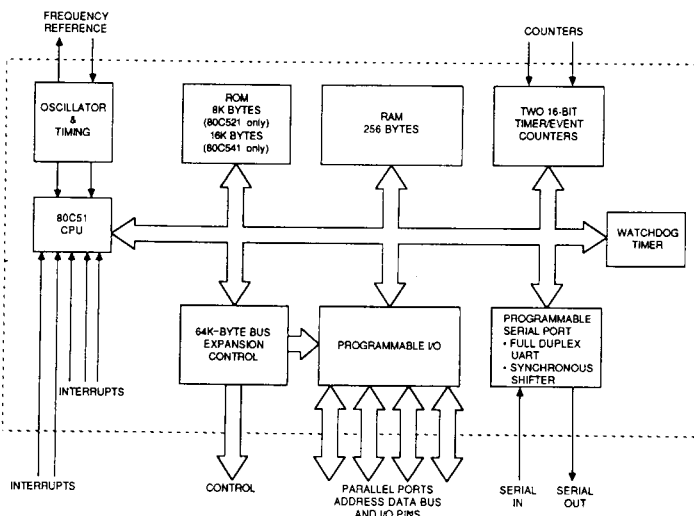 FREQUENCY
REFERENCE
COUNTERS
OSCILLATOR
&
TIMING
ROM
8K BYTES
(80C521 only)
16K BYTES
(80C541 only)
RAM
256 BYTES
TWO 16-BIT
TIMER/EVENT
COUNTERS
80C51
CPU
WATCHDOG
TIMER
64K-BYTE BUS
EXPANSION
CONTROL
PROGRAMMABLE I/O
PROGRAMMABLE
SERIAL PORT
• FULL DUPLEX
UART
• SYNCHRONOUS
SHIFTER
INTERRUPTS
INTERRUPTS
CONTROL
PARALLEL PORTS
ADDRESS DATA BUS
AND I/O PINS
SERIAL
IN
SERIAL
OUT